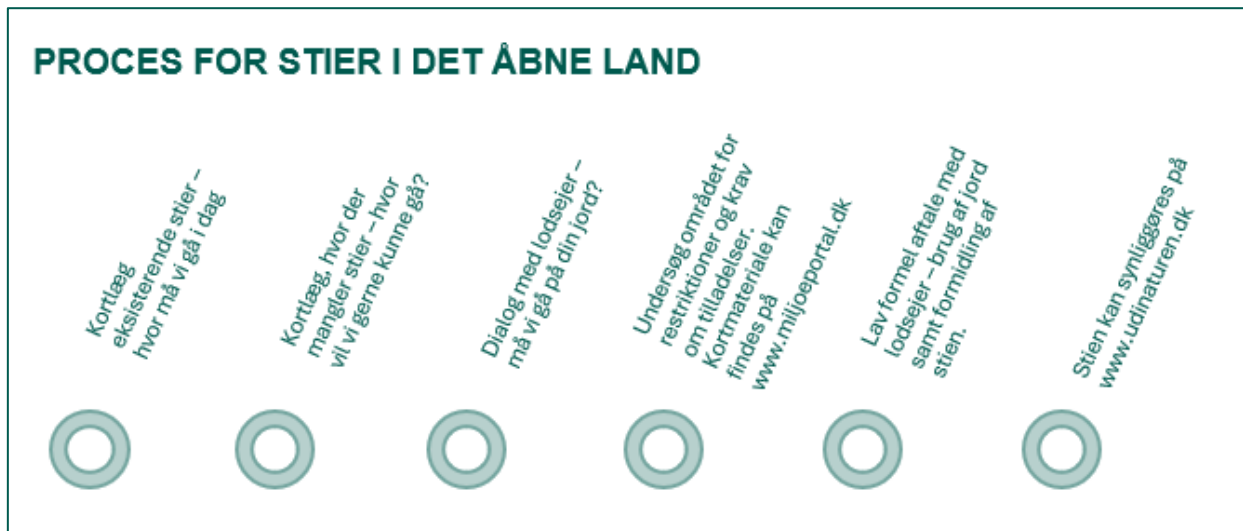 PROCES FOR STIER I DET ÅBNE LAND
Kortlæg
eksisterende stier –
hvor må vi gå i dag
Kortlæg, hvor der
mangler stier – hvor
vil vi gerne kunne gå?
Dialog med lodsejer –
må vi gå på din jord?
Undersøg området for
restriktioner og krav
om tilladelser.
Kortmateriale kan
findes på
www.miljoeportal.dk
Lav formel aftale med
lodsejer – brug af jord
samt formidling af
stien.
Stien kan synliggøres på
www.udinaturen.dk